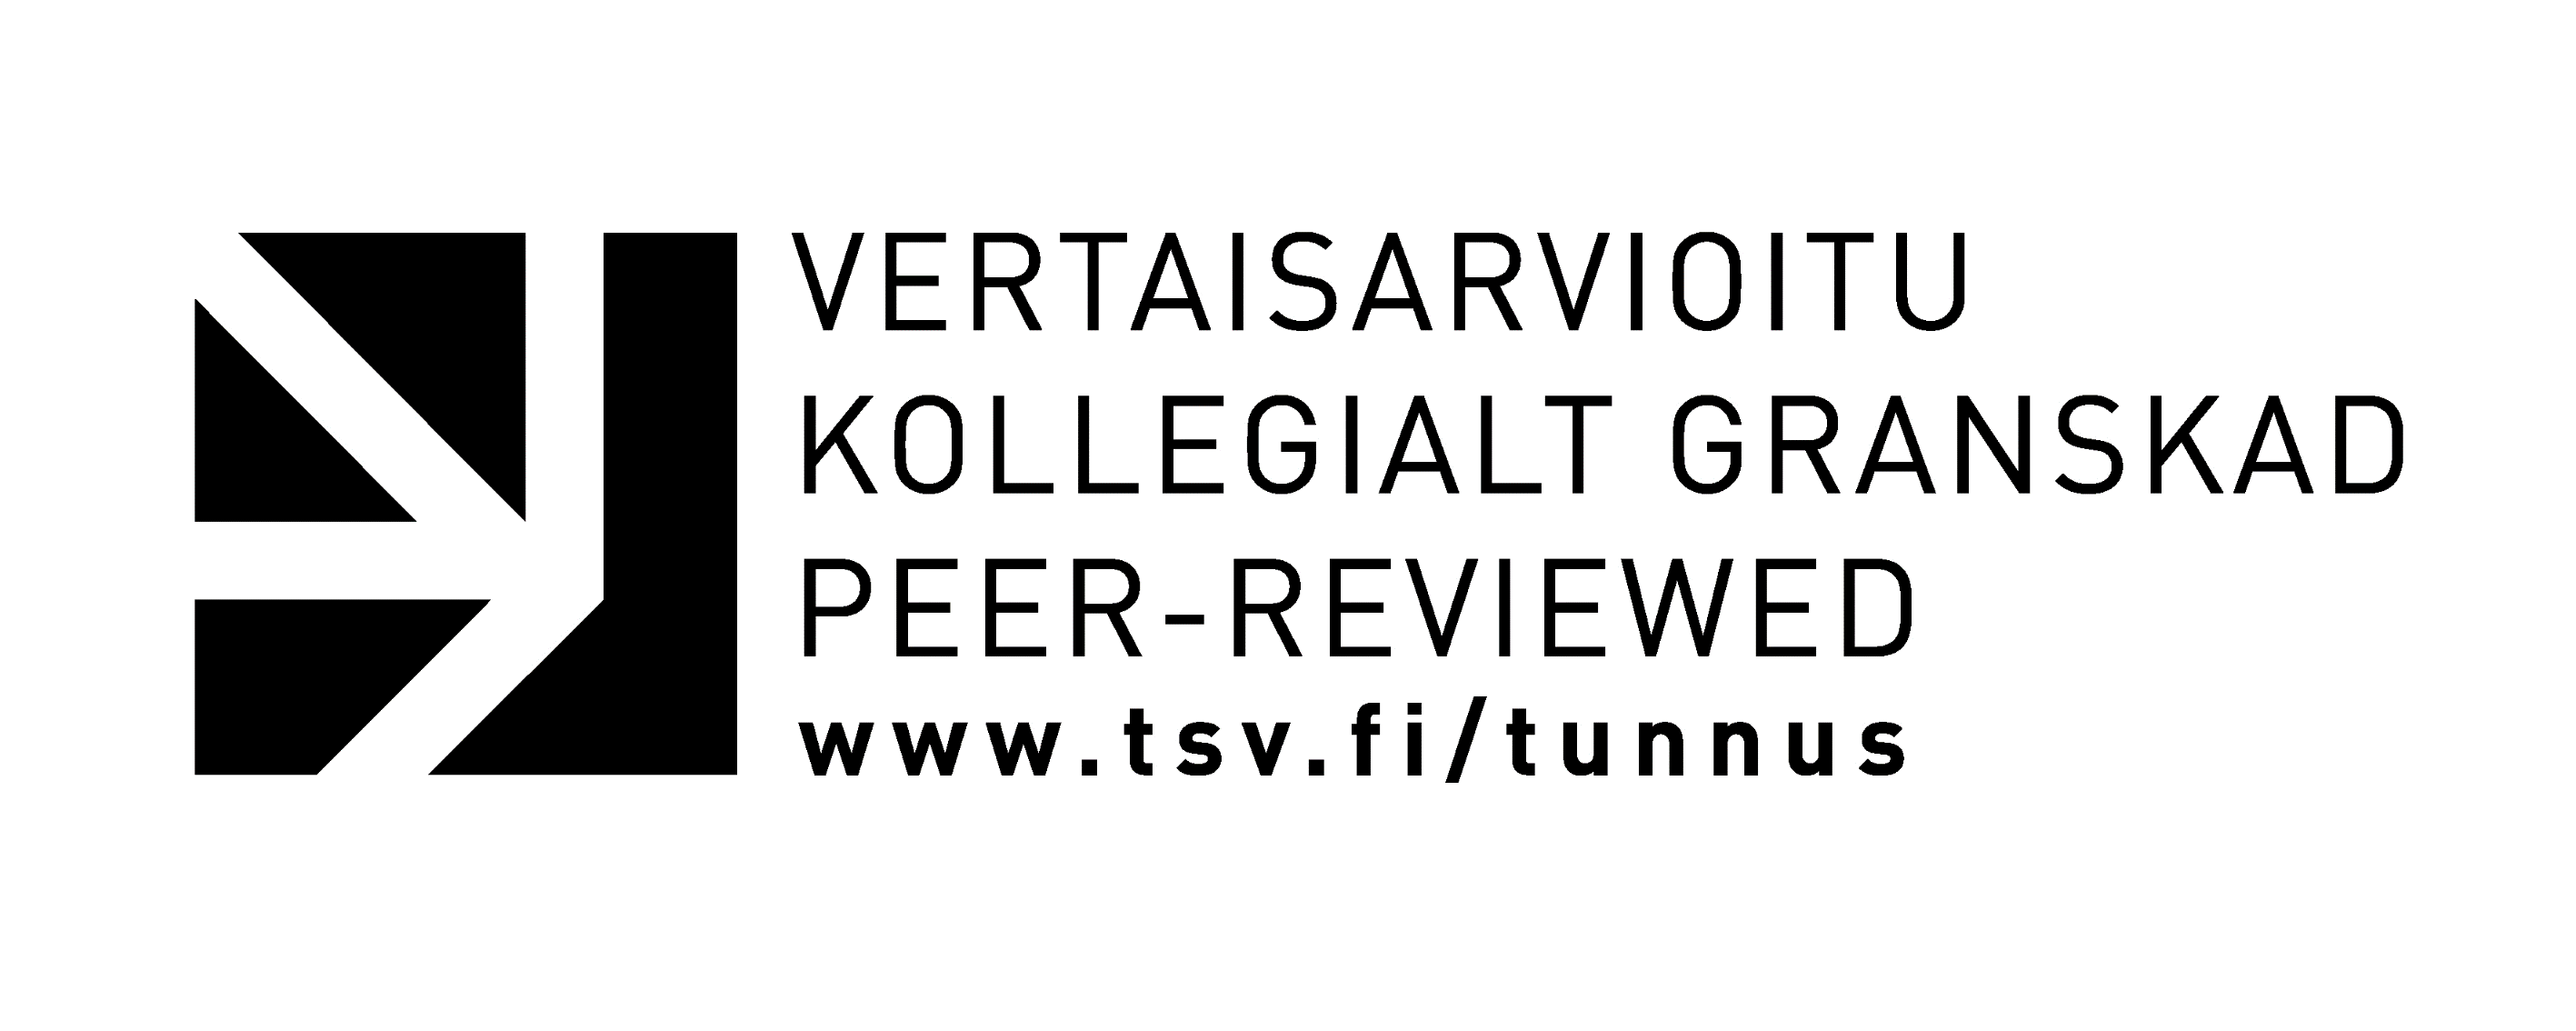 VERTAISARVIOITU
KOLLEGIALT GRANSKAD
PEER-REVIEWED
www.tsv.fi/tunnus